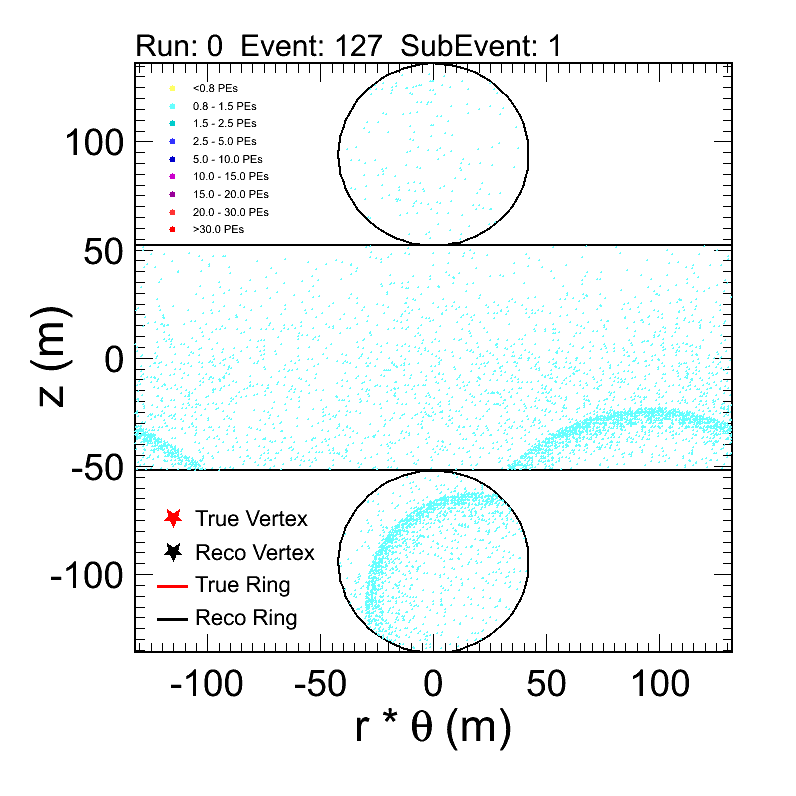 Run: 0  Event: 127  SubEvent: 1
<0.8 PEs
0.8 - 1.5 PEs
1.5 - 2.5 PEs
2.5 - 5.0 PEs
5.0 - 10.0 PEs
10.0 - 15.0 PEs
15.0 - 20.0 PEs
20.0 - 30.0 PEs
>30.0 PEs
100
50
0
-50
-100
z (m)
True Vertex
Reco Vertex
True Ring
Reco Ring
-100 -50 0 50 100
r * θ (m)